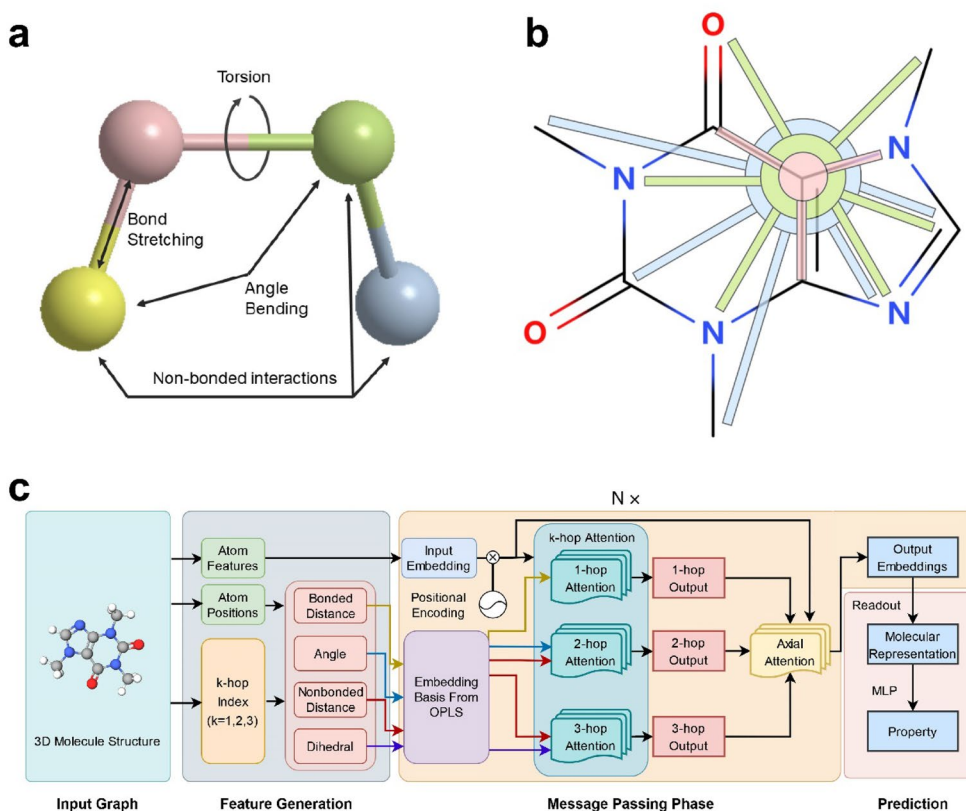 a
Torsion
Bond
Stretching
Angle
Bending
Non-bonded interactions
b
O
N
N
O
N
N
c
N ×
3D Molecule Structure
Atom
Features
Atom
Positions
k-hop
Index
(k=1,2,3)
Bonded
Distance
Angle
Nonbonded
Distance
Dihedral
Input
Embedding
Positional
Encoding
Embedding
Basis From
OPLS
k-hop Attention
1-hop
Attention
2-hop
Attention
3-hop
Attention
1-hop
Output
2-hop
Output
3-hop
Output
Axial
Attention
Output
Embeddings
Readout
Molecular
Representation
MLP
Property
Input Graph
Feature Generation
Message Passing Phase
Prediction